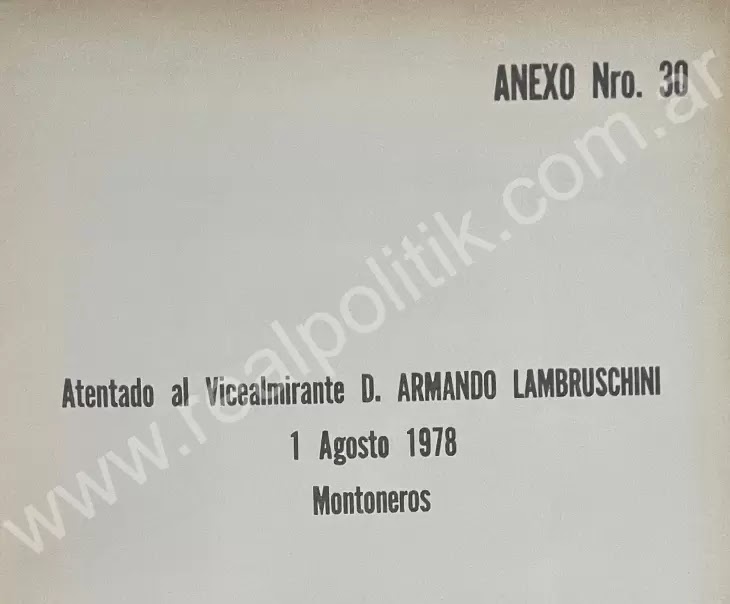 ANEXO Nro. 30
www.realpolitik.com.ar
Atentado al Vicealmirante D. ARMANDO LAMBRUSCHINI
1 Agosto 1978
Montoneros